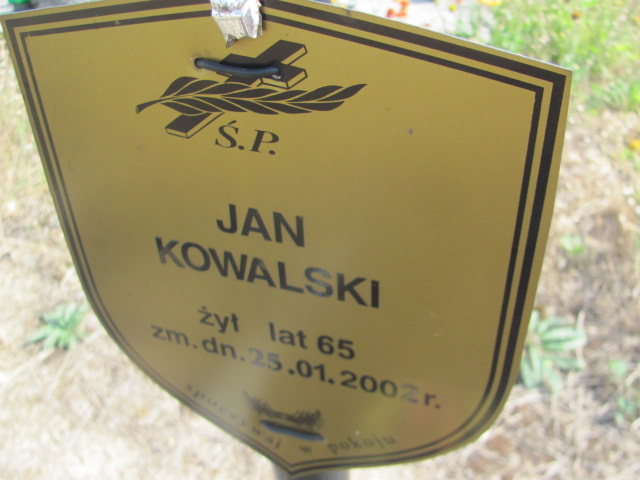 Ś.P.
JAN
KOWALSKI
żył lat 65
zm.dn.25.01.2002r.
spoczywaj w pokoju